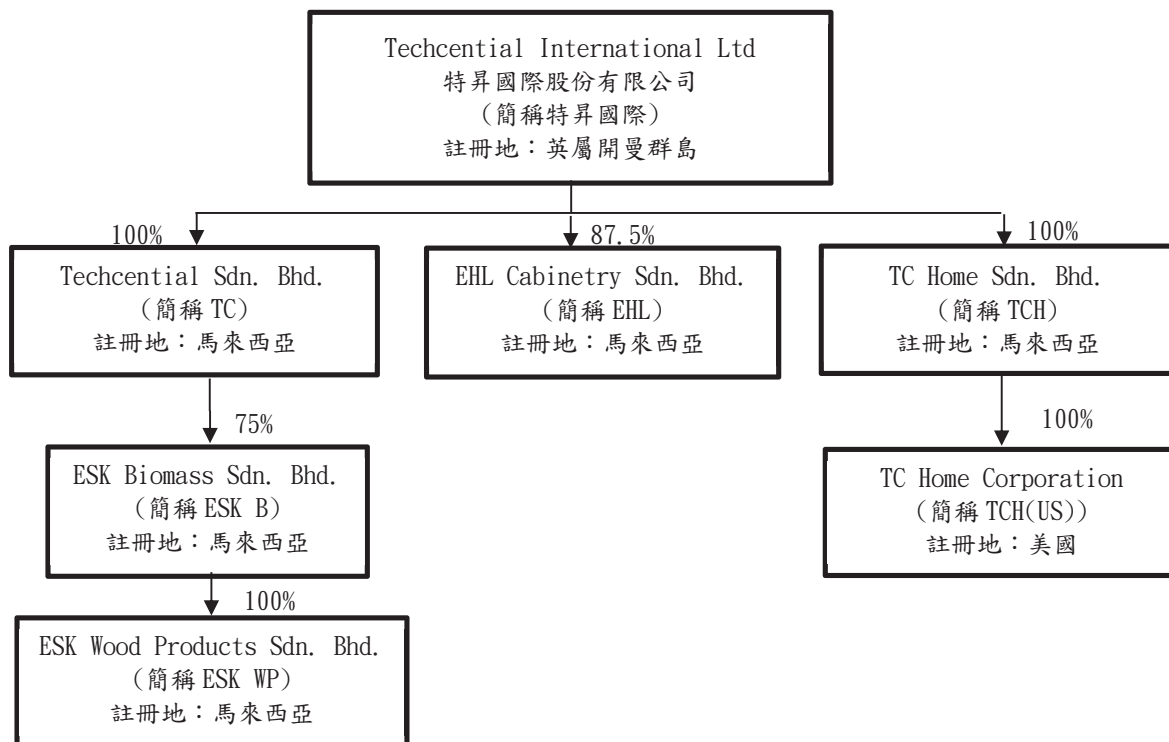 Techcential International Ltd
特昇國際股份有限公司
(簡稱特昇國際)
註冊地：英屬開曼群島
100%
87.5%
100%
Techcential Sdn. Bhd.
(簡稱 TC)
註冊地：馬來西亞
EHL Cabinetry Sdn. Bhd.
(簡稱 EHL)
註冊地：馬來西亞
TC Home Sdn. Bhd.
(簡稱 TCH)
註冊地：馬來西亞
75%
100%
ESK Biomass Sdn. Bhd.
(簡稱 ESK B)
註冊地：馬來西亞
TC Home Corporation
(簡稱 TCH(US))
註冊地：美國
100%
ESK Wood Products Sdn. Bhd.
(簡稱 ESK WP)
註冊地：馬來西亞